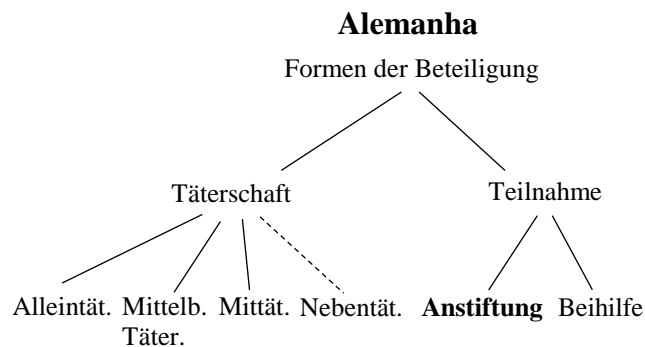 Alemanha
Formen der Beteiligung
Täterschaft Teilnahme
Alleintät. Mittelb. Mittät. Nebentät. Anstiftung Beihilfe
Täter.